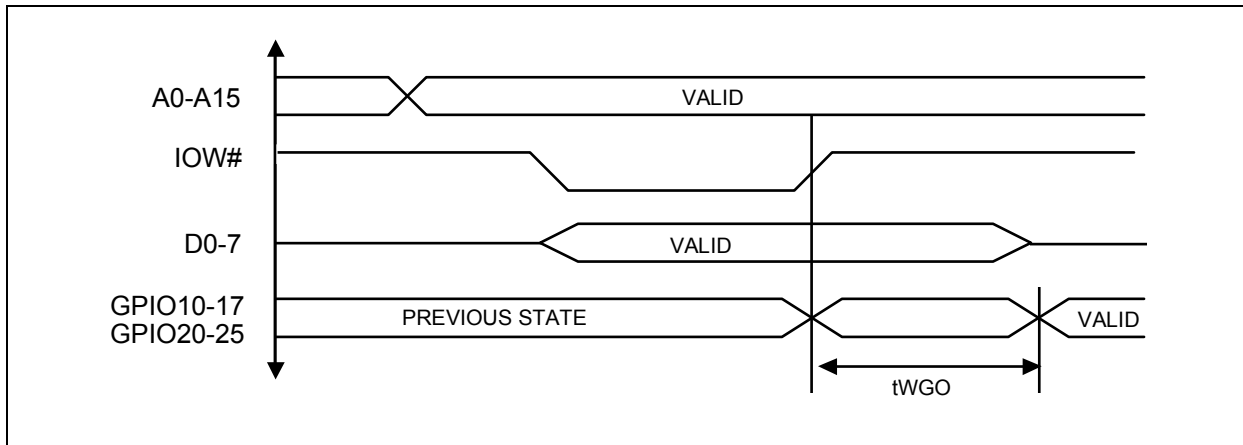 A0-A15
VALID
IOW#
D0-7
VALID
GPIO10-17
GPIO20-25
PREVIOUS STATE
VALID
tWGO